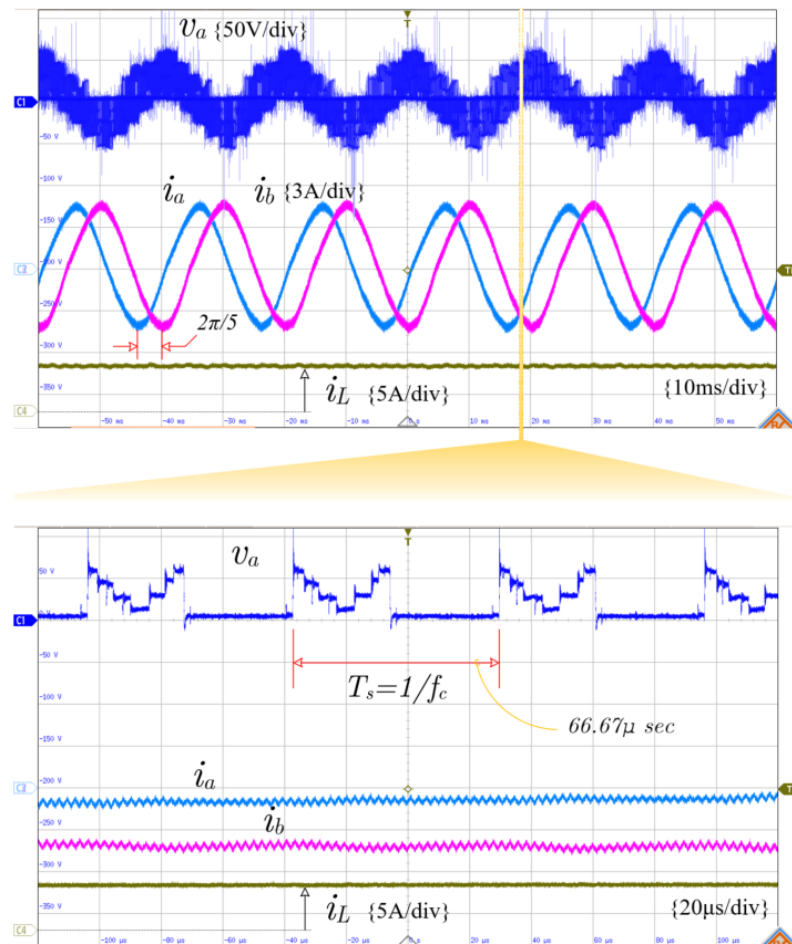 v_a {50V/div}
T
C1
-50 V
-100 V
i_a i_b {3A/div}
-150 V
-200 V
C2
-250 V
2π/5
-300 V
i_L {5A/div} {10ms/div}
-350 V
C4
-50 ms -40 ms -30 ms -20 ms -10 ms 0 s 10 ms 20 ms 30 ms 40 ms 50 ms
T
v_a
50 V
C1
-50 V
T_s=1/f_c
-100 V
66.67μ sec
-150 V
i_a
-200 V
i_b
-250 V
-300 V
i_L {5A/div} {20μs/div}
-350 V
C4
-100 μs -80 μs -60 μs -40 μs -20 μs 20 μs 40 μs 60 μs 80 μs 100 μs